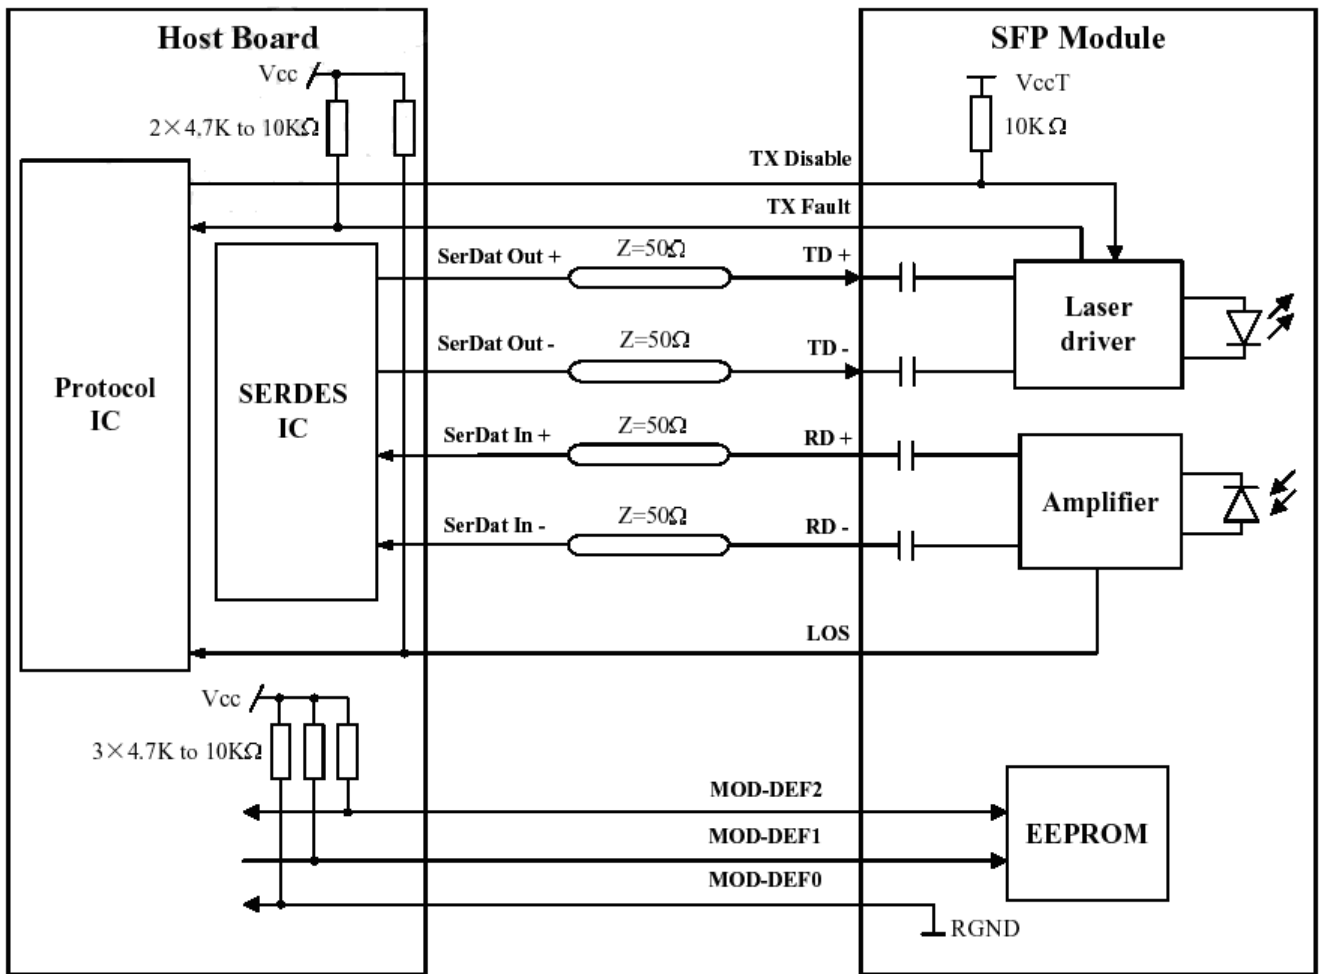 Host Board
SFP Module
Vcc
VccT
2×4.7K to 10KΩ
10KΩ
TX Disable
TX Fault
SerDat Out +
Z=50Ω
TD +
Laser
driver
SerDat Out -
Z=50Ω
TD -
Protocol
IC
SERDES
IC
SerDat In +
Z=50Ω
RD +
Amplifier
SerDat In -
Z=50Ω
RD -
LOS
Vcc
3×4.7K to 10KΩ
MOD-DEF2
MOD-DEF1
MOD-DEF0
EEPROM
RGND